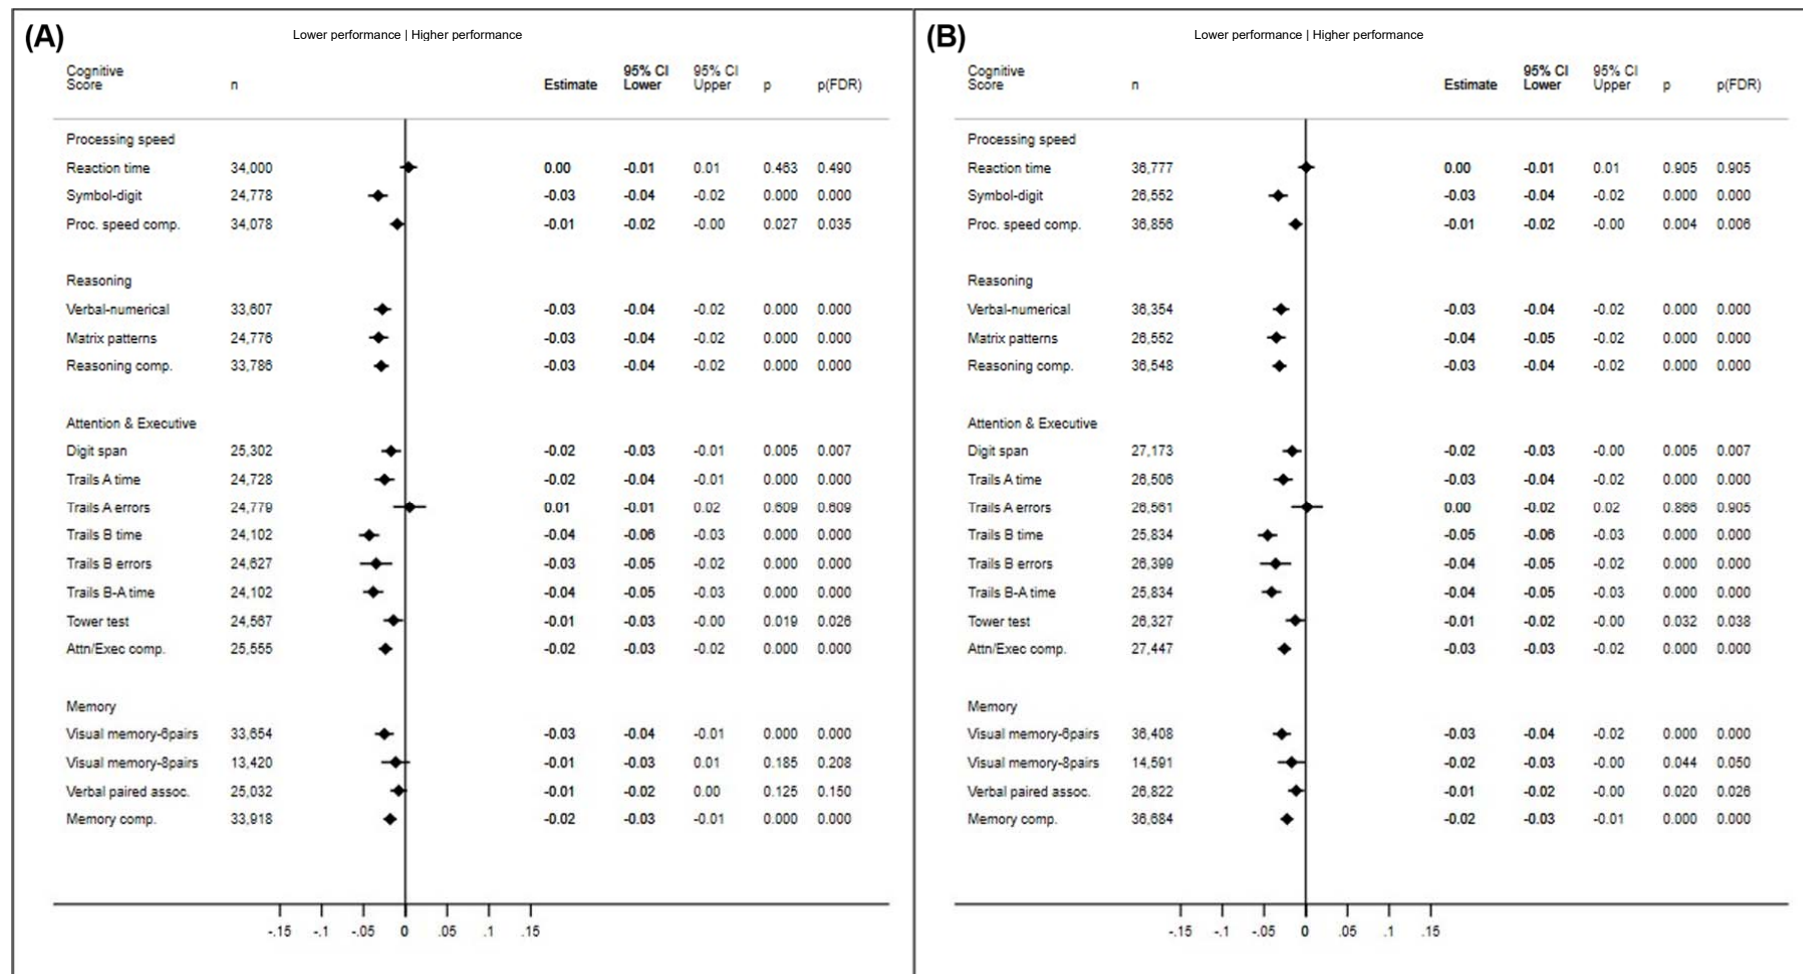 (A)
Lower performance | Higher performance
Cognitive Score n Estimate 95% CI Lower 95% CI Upper p p(FDR)
Processing speed
Reaction time 34,000 0.00 -0.01 0.01 0.463 0.490
Symbol-digit 24,778 -0.03 -0.04 -0.02 0.000 0.000
Proc. speed comp. 34,078 -0.01 -0.02 -0.00 0.027 0.035
Reasoning
Verbal-numerical 33,607 -0.03 -0.04 -0.02 0.000 0.000
Matrix patterns 24,776 -0.03 -0.04 -0.02 0.000 0.000
Reasoning comp. 33,786 -0.03 -0.04 -0.02 0.000 0.000
Attention & Executive
Digit span 25,302 -0.02 -0.03 -0.01 0.005 0.007
Trails A time 24,728 -0.02 -0.04 -0.01 0.000 0.000
Trails A errors 24,779 0.01 -0.01 0.02 0.609 0.609
Trails B time 24,102 -0.04 -0.06 -0.03 0.000 0.000
Trails B errors 24,627 -0.03 -0.05 -0.02 0.000 0.000
Trails B-A time 24,102 -0.04 -0.05 -0.03 0.000 0.000
Tower test 24,567 -0.01 -0.03 -0.00 0.019 0.026
Attn/Exec comp. 25,555 -0.02 -0.03 -0.02 0.000 0.000
Memory
Visual memory-6pairs 33,654 -0.03 -0.04 -0.01 0.000 0.000
Visual memory-8pairs 13,420 -0.01 -0.03 0.01 0.185 0.208
Verbal paired assoc. 25,032 -0.01 -0.02 0.00 0.125 0.150
Memory comp. 33,918 -0.02 -0.03 -0.01 0.000 0.000
-.15 -.1 -.05 0 .05 .1 .15
(B)
Lower performance | Higher performance
Cognitive Score n Estimate 95% CI Lower 95% CI Upper p p(FDR)
Processing speed
Reaction time 36,777 0.00 -0.01 0.01 0.905 0.905
Symbol-digit 26,552 -0.03 -0.04 -0.02 0.000 0.000
Proc. speed comp. 36,856 -0.01 -0.02 -0.00 0.004 0.006
Reasoning
Verbal-numerical 36,354 -0.03 -0.04 -0.02 0.000 0.000
Matrix patterns 26,552 -0.04 -0.05 -0.02 0.000 0.000
Reasoning comp. 36,548 -0.03 -0.04 -0.02 0.000 0.000
Attention & Executive
Digit span 27,173 -0.02 -0.03 -0.00 0.005 0.007
Trails A time 26,506 -0.03 -0.04 -0.02 0.000 0.000
Trails A errors 26,561 0.00 -0.02 0.02 0.866 0.905
Trails B time 25,834 -0.05 -0.06 -0.03 0.000 0.000
Trails B errors 26,399 -0.04 -0.05 -0.02 0.000 0.000
Trails B-A time 25,834 -0.04 -0.05 -0.03 0.000 0.000
Tower test 26,327 -0.01 -0.02 -0.00 0.032 0.038
Attn/Exec comp. 27,447 -0.03 -0.03 -0.02 0.000 0.000
Memory
Visual memory-6pairs 36,408 -0.03 -0.04 -0.02 0.000 0.000
Visual memory-8pairs 14,591 -0.02 -0.03 -0.00 0.044 0.050
Verbal paired assoc. 26,822 -0.01 -0.02 -0.00 0.020 0.026
Memory comp. 36,684 -0.02 -0.03 -0.01 0.000 0.000
-.15 -.1 -.05 0 .05 .1 .15